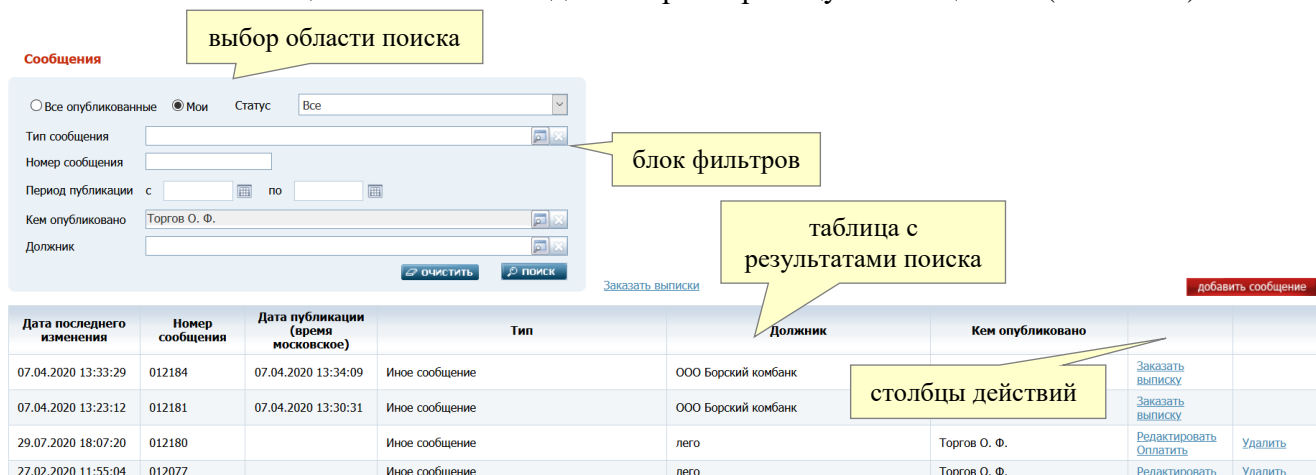 выбор области поиска
Сообщения
Все опубликованные Мои Статус Все
Тип сообщения
Номер сообщения
блок фильтров
Период публикации с по
Кем опубликовано Торгов О. Ф.
Должник
таблица с
результатами поиска
очистить поиск
Заказать выписки
добавить сообщение
Дата последнего изменения Номер сообщения Дата публикации (время московское) Тип Должник Кем опубликовано
07.04.2020 13:33:29 012184 07.04.2020 13:34:09 Иное сообщение ООО Борский комбанк Заказать выписку
столбцы действий
07.04.2020 13:23:12 012181 07.04.2020 13:30:31 Иное сообщение ООО Борский комбанк Заказать выписку
29.07.2020 18:07:20 012180 Иное сообщение лего Торгов О. Ф. Редактировать Оплатить Удалить
27.02.2020 11:55:04 012077 Иное сообщение лего Торгов О. Ф. Редактировать Удалить